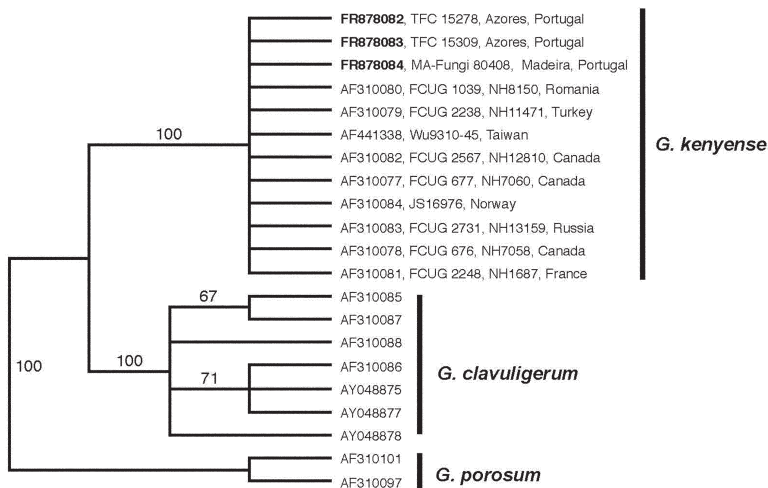 FR878082, TFC 15278, Azores, Portugal
FR878083, TFC 15309, Azores, Portugal
FR878084, MA-Fungi 80408, Madeira, Portugal
AF310080, FCUG 1039, NH8150, Romania
AF310079, FCUG 2238, NH11471, Turkey
AF441338, Wu9310-45, Taiwan
AF310082, FCUG 2567, NH12810, Canada
AF310077, FCUG 677, NH7060, Canada
AF310084, JS16976, Norway
AF310083, FCUG 2731, NH13159, Russia
AF310078, FCUG 676, NH7058, Canada
AF310081, FCUG 2248, NH1687, France
100
G. kenyense
AF310085
AF310087
AF310088
AF310086
AY048875
AY048877
AY048878
67
71
100
G. clavuligerum
100
AF310101
AF310097
G. porosum